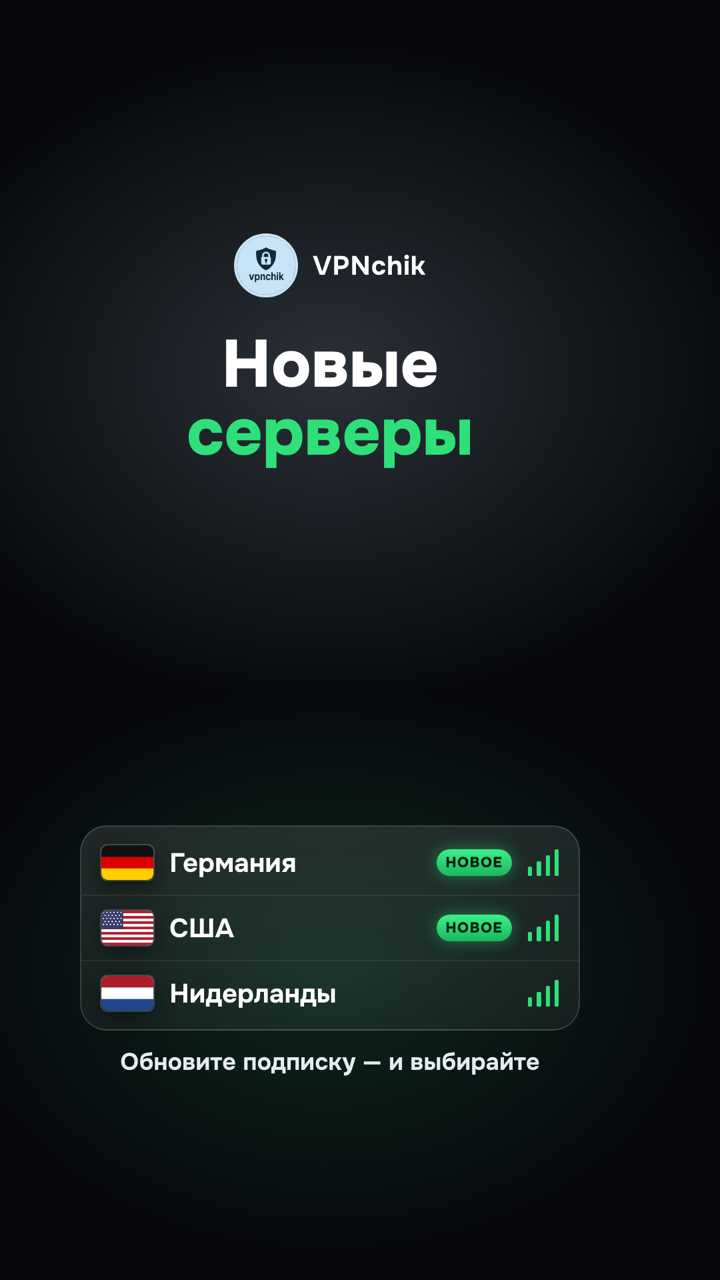 vpnchik
VPNchik
Новые
серверы
Германия
НОВОЕ
США
НОВОЕ
Нидерланды
Обновите подписку — и выбирайте